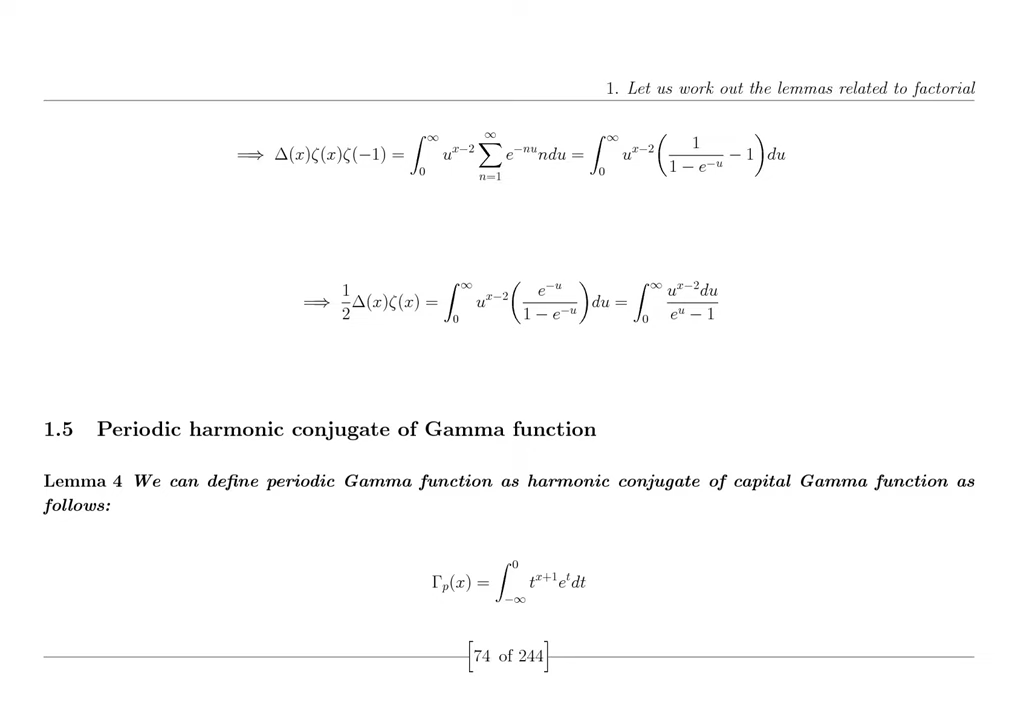 1. Let us work out the lemmas related to factorial
⟹ Δ(x)ζ(x)ζ(−1) = ∫_0^∞ u^{x−2} ∑_{n=1}^∞ e^{−nu}ndu = ∫_0^∞ u^{x−2} ( 1/(1 − e^{−u}) − 1 ) du
⟹ 1/2 Δ(x)ζ(x) = ∫_0^∞ u^{x−2} ( e^{−u}/(1 − e^{−u}) ) du = ∫_0^∞ u^{x−2}du/(e^u − 1)
1.5 Periodic harmonic conjugate of Gamma function
Lemma 4 We can define periodic Gamma function as harmonic conjugate of capital Gamma function as
follows:
Γ_p(x) = ∫_{−∞}^0 t^{x+1}e^t dt
[74 of 244]